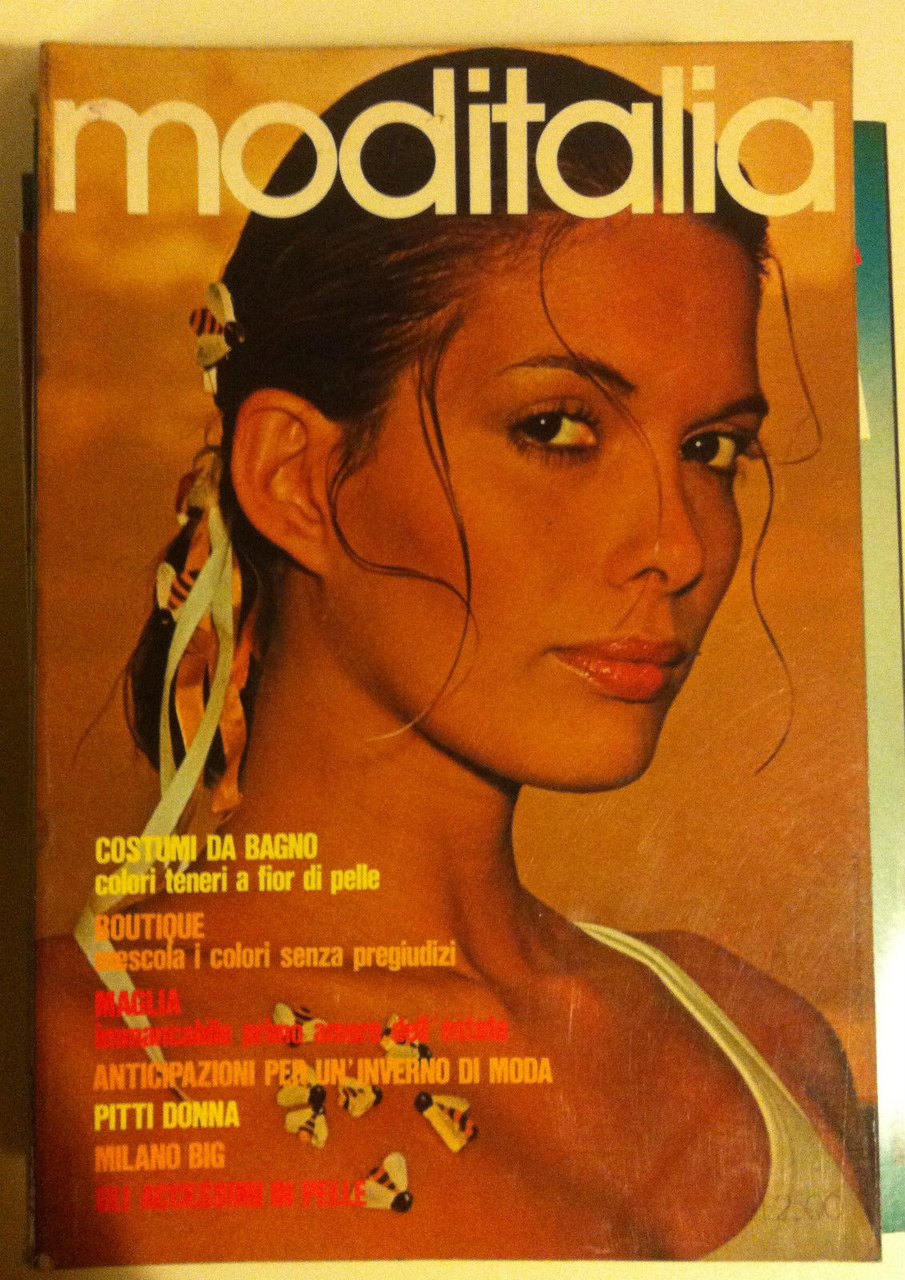 moditalia
COSTUMI DA BAGNO
colori teneri a fior di pelle
BOUTIQUE
mescola i colori senza pregiudizi
MAGLIA
immancabile primo amore dell'estate
ANTICIPAZIONI PER UN'INVERNO DI MODA
PITTI DONNA
MILANO BIG
GLI ACCESSORI IN PELLE
2500